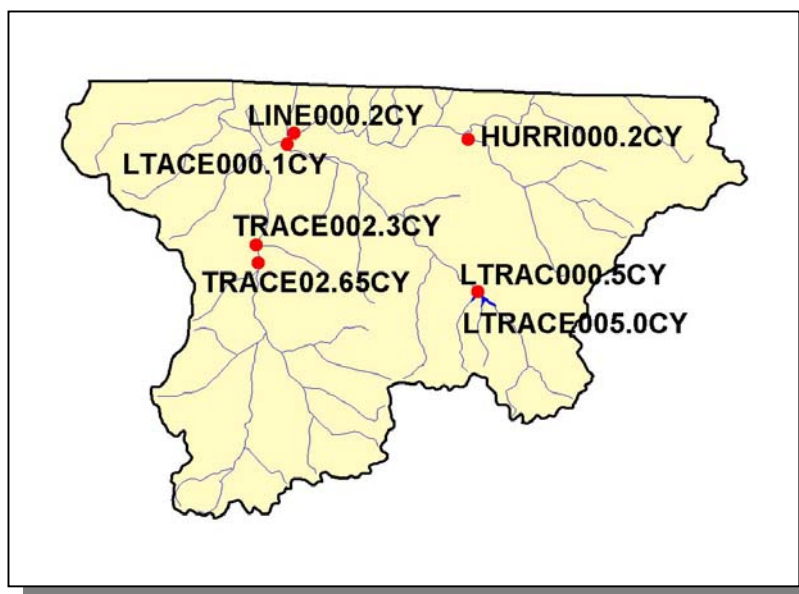 LINE000.2CY
HURRI000.2CY
LTACE000.1CY
TRACE002.3CY
TRACE02.65CY
LTRAC000.5CY
LTRACE005.0CY